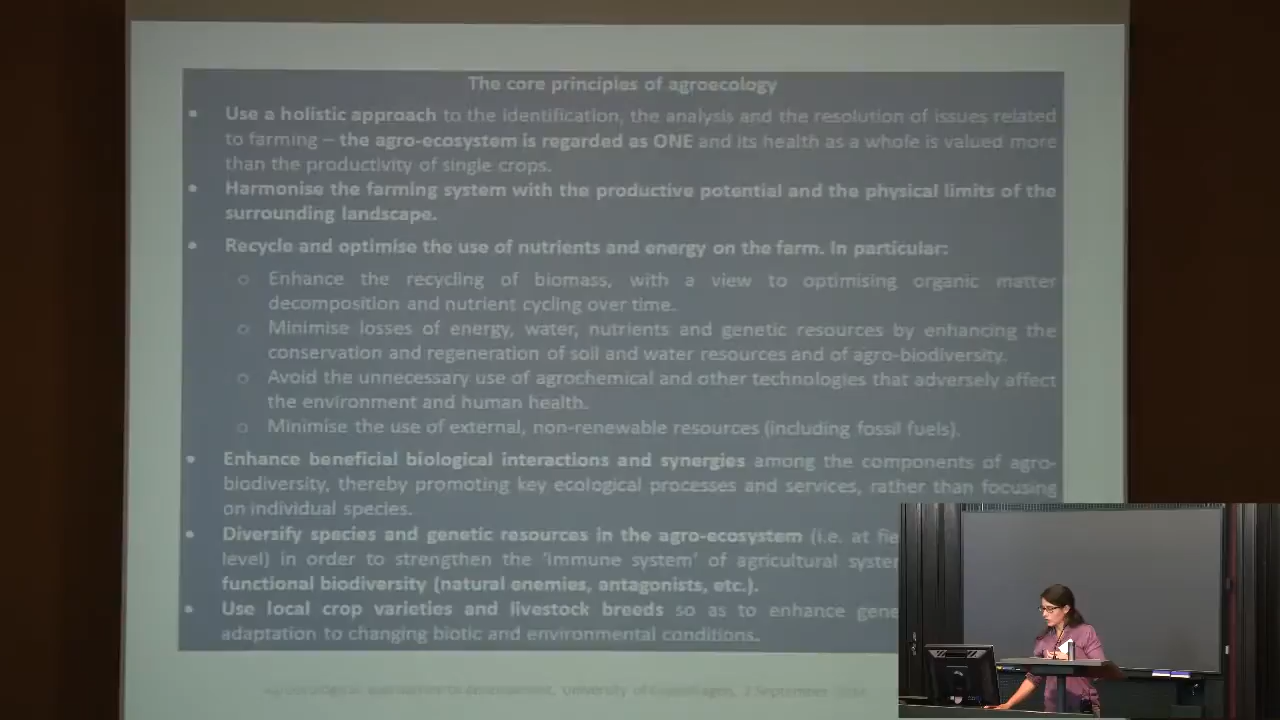 The core principles of agroecology
• Use a holistic approach to the identification, the analysis and the resolution of issues related
to farming – the agro-ecosystem is regarded as ONE and its health as a whole is valued more
than the productivity of single crops.
• Harmonise the farming system with the productive potential and the physical limits of the
surrounding landscape.
• Recycle and optimise the use of nutrients and energy on the farm. In particular:
o Enhance the recycling of biomass, with a view to optimising organic matter
decomposition and nutrient cycling over time.
o Minimise losses of energy, water, nutrients and genetic resources by enhancing the
conservation and regeneration of soil and water resources and of agro-biodiversity.
o Avoid the unnecessary use of agrochemical and other technologies that adversely affect
the environment and human health.
o Minimise the use of external, non-renewable resources (including fossil fuels).
• Enhance beneficial biological interactions and synergies among the components of agro-
biodiversity, thereby promoting key ecological processes and services, rather than focusing
on individual species.
• Diversify species and genetic resources in the agro-ecosystem (i.e. at fie
level) in order to strengthen the 'immune system' of agricultural syster
functional biodiversity (natural enemies, antagonists, etc.).
• Use local crop varieties and livestock breeds so as to enhance gene
adaptation to changing biotic and environmental conditions.
University of Copenhagen, 2 September